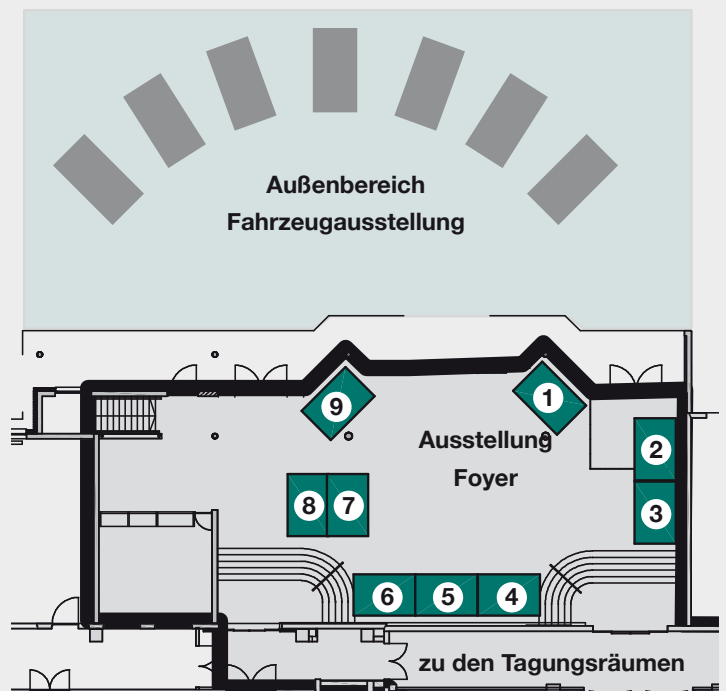 Außenbereich
Fahrzeugausstellung
9
1
Ausstellung
Foyer
2
3
8 7
6 5 4
zu den Tagungsräumen